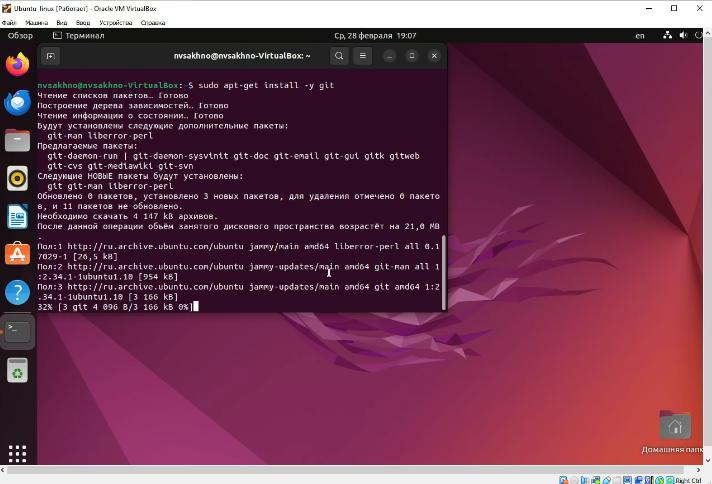 Ubuntu linux [Работает] - Oracle VM VirtualBox
Файл Машина Вид Ввод Устройства Справка
Обзор Терминал Ср, 28 февраля 19:07 en
nvsakhno@nvsakhno-VirtualBox: ~
nvsakhno@nvsakhno-VirtualBox:~$ sudo apt-get install -y git
Чтение списков пакетов… Готово
Построение дерева зависимостей… Готово
Чтение информации о состоянии… Готово
Будут установлены следующие дополнительные пакеты:
git-man liberror-perl
Предлагаемые пакеты:
git-daemon-run | git-daemon-sysvinit git-doc git-email git-gui gitk gitweb
git-cvs git-mediawiki git-svn
Следующие НОВЫЕ пакеты будут установлены:
git git-man liberror-perl
Обновлено 0 пакетов, установлено 3 новых пакетов, для удаления отмечено 0 пакето
в, и 11 пакетов не обновлено.
Необходимо скачать 4 147 kB архивов.
После данной операции объём занятого дискового пространства возрастёт на 21,0 MB
.
Пол:1 http://ru.archive.ubuntu.com/ubuntu jammy/main amd64 liberror-perl all 0.1
7029-1 [26,5 kB]
Пол:2 http://ru.archive.ubuntu.com/ubuntu jammy-updates/main amd64 git-man all 1
:2.34.1-1ubuntu1.10 [954 kB]
Пол:3 http://ru.archive.ubuntu.com/ubuntu jammy-updates/main amd64 git amd64 1:2
.34.1-1ubuntu1.10 [3 166 kB]
32% [3 git 4 096 B/3 166 kB 0%]
Домашняя папк
Right Ctrl